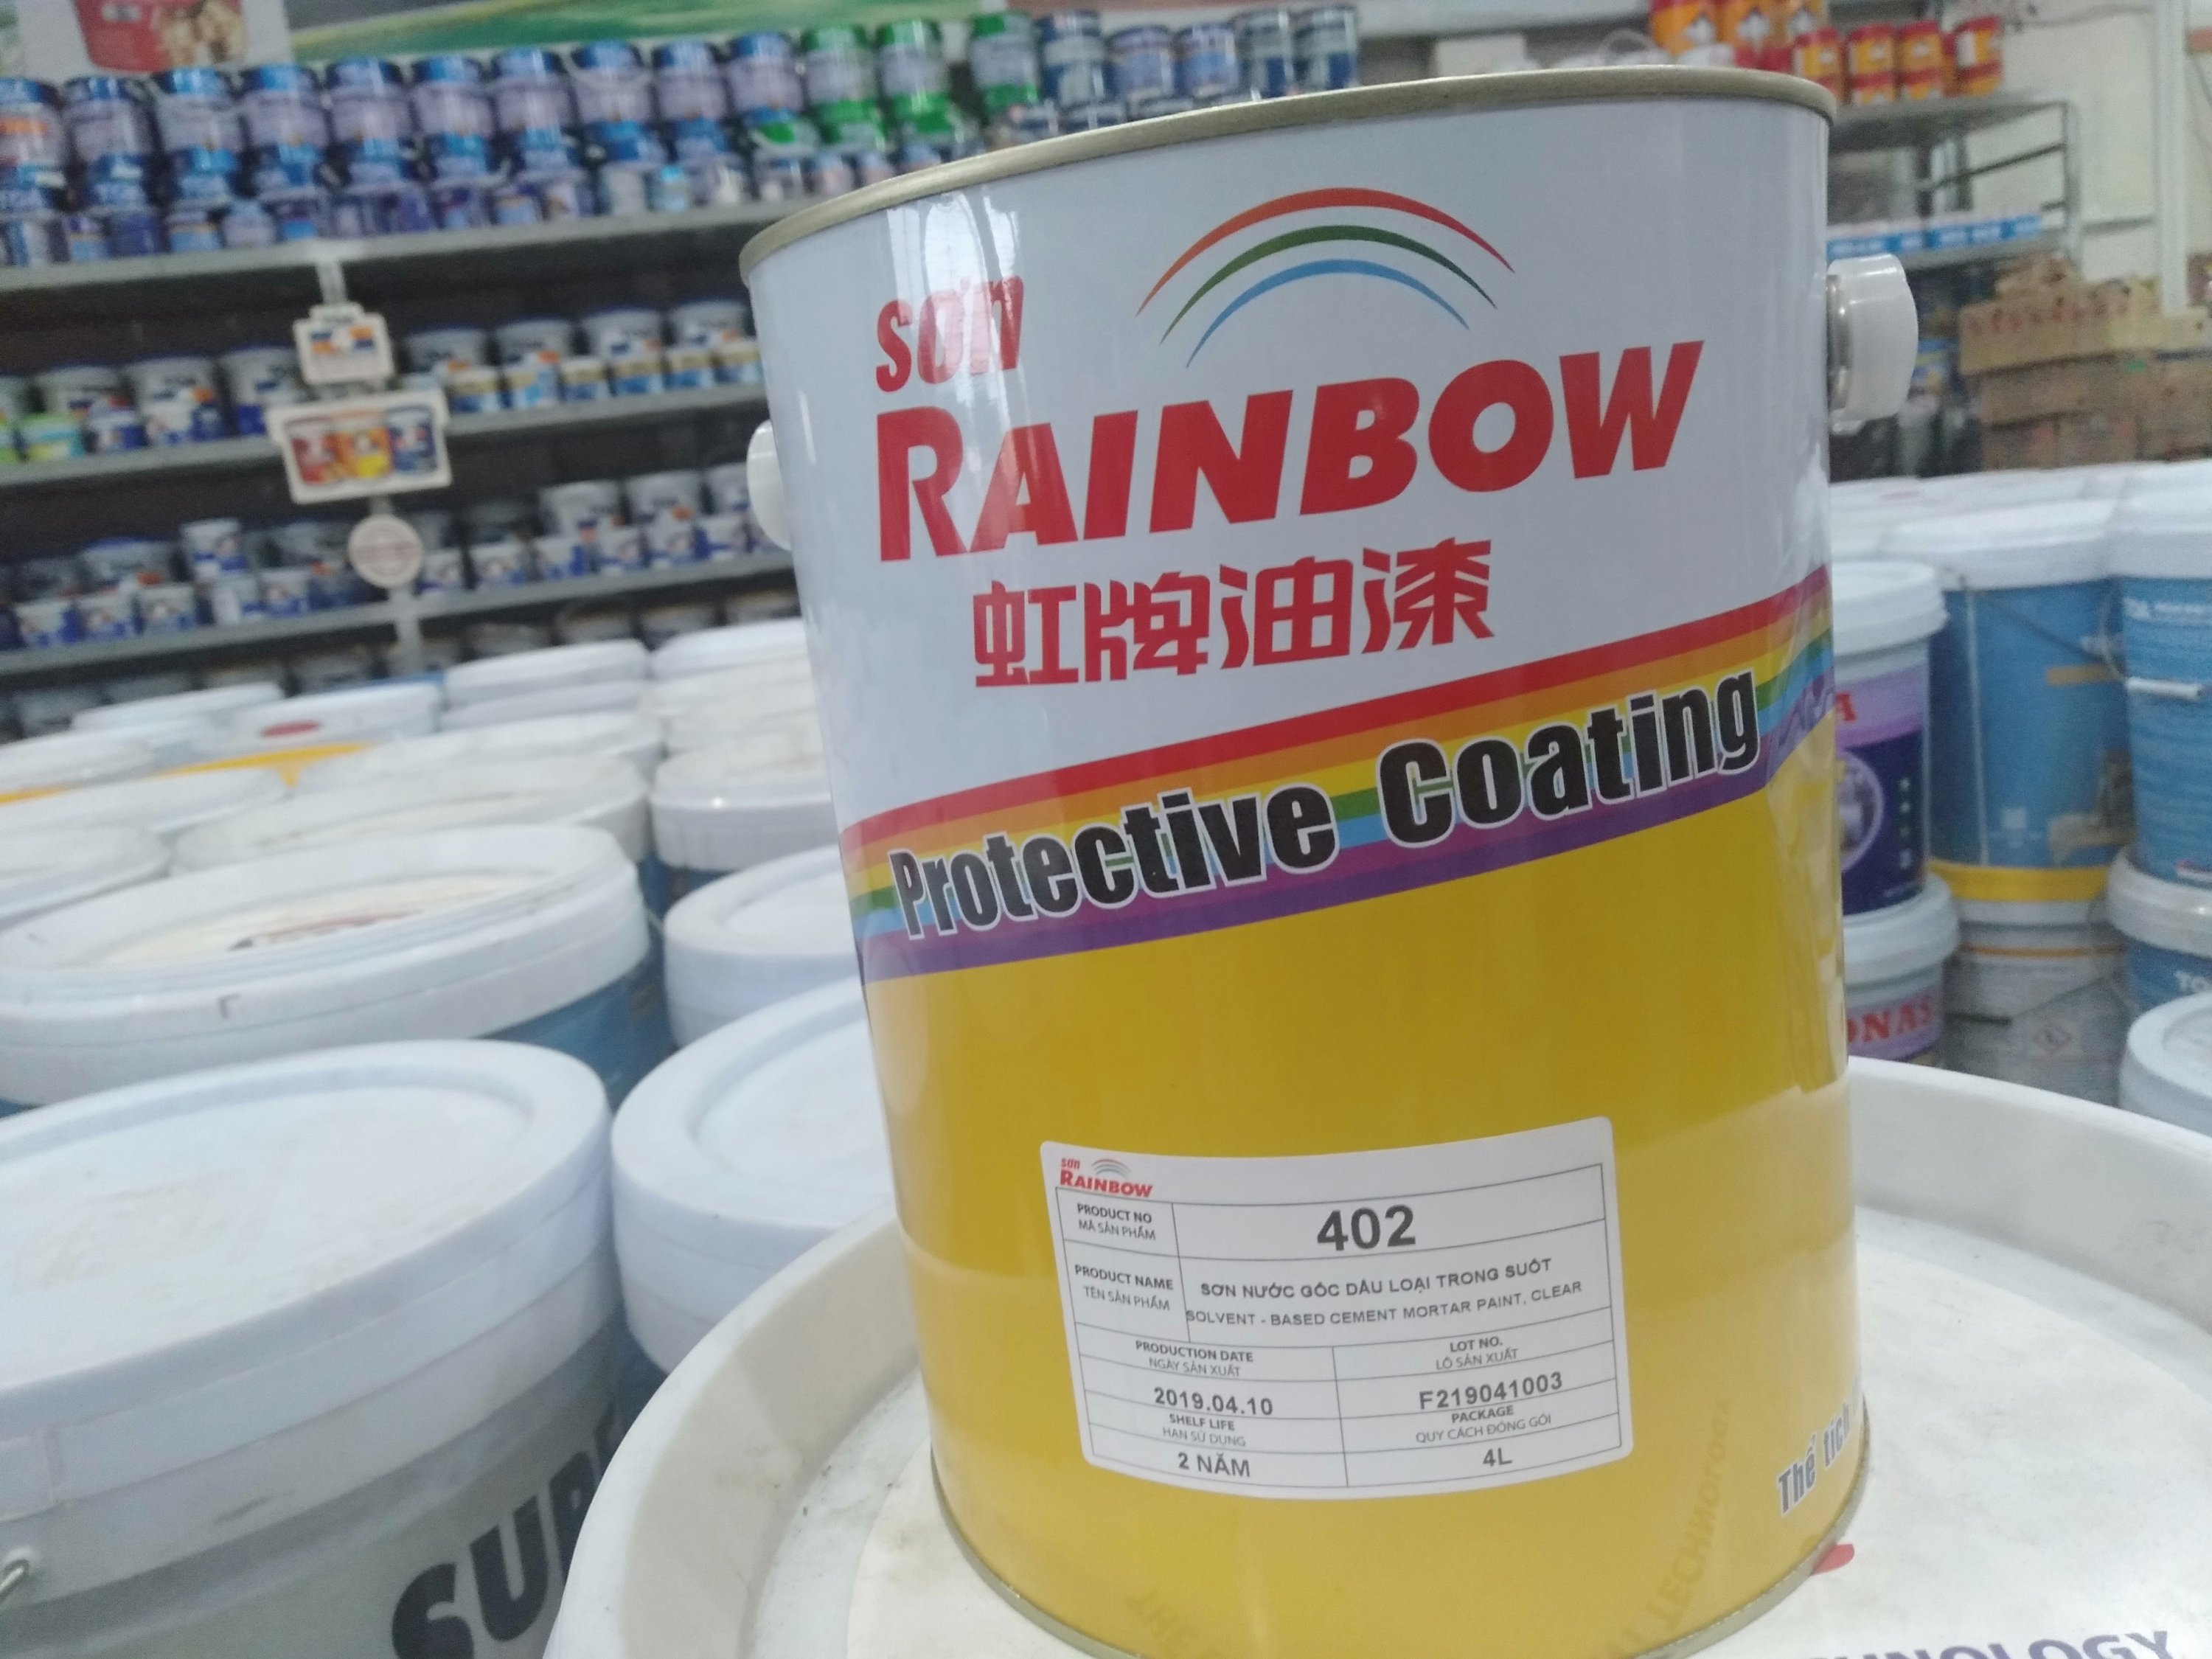 sơn
RAINBOW
虹牌油漆
Protective Coating
sơn
RAINBOW
PRODUCT NO
MÃ SẢN PHẨM
402
PRODUCT NAME
TÊN SẢN PHẨM
SƠN NƯỚC GỐC DẦU LOẠI TRONG SUỐT
SOLVENT - BASED CEMENT MORTAR PAINT, CLEAR
PRODUCTION DATE
NGÀY SẢN XUẤT
LOT NO.
LÔ SẢN XUẤT
2019.04.10
F219041003
SHELF LIFE
HẠN SỬ DỤNG
PACKAGE
QUY CÁCH ĐÓNG GÓI
2 NĂM
4L
Thể tích